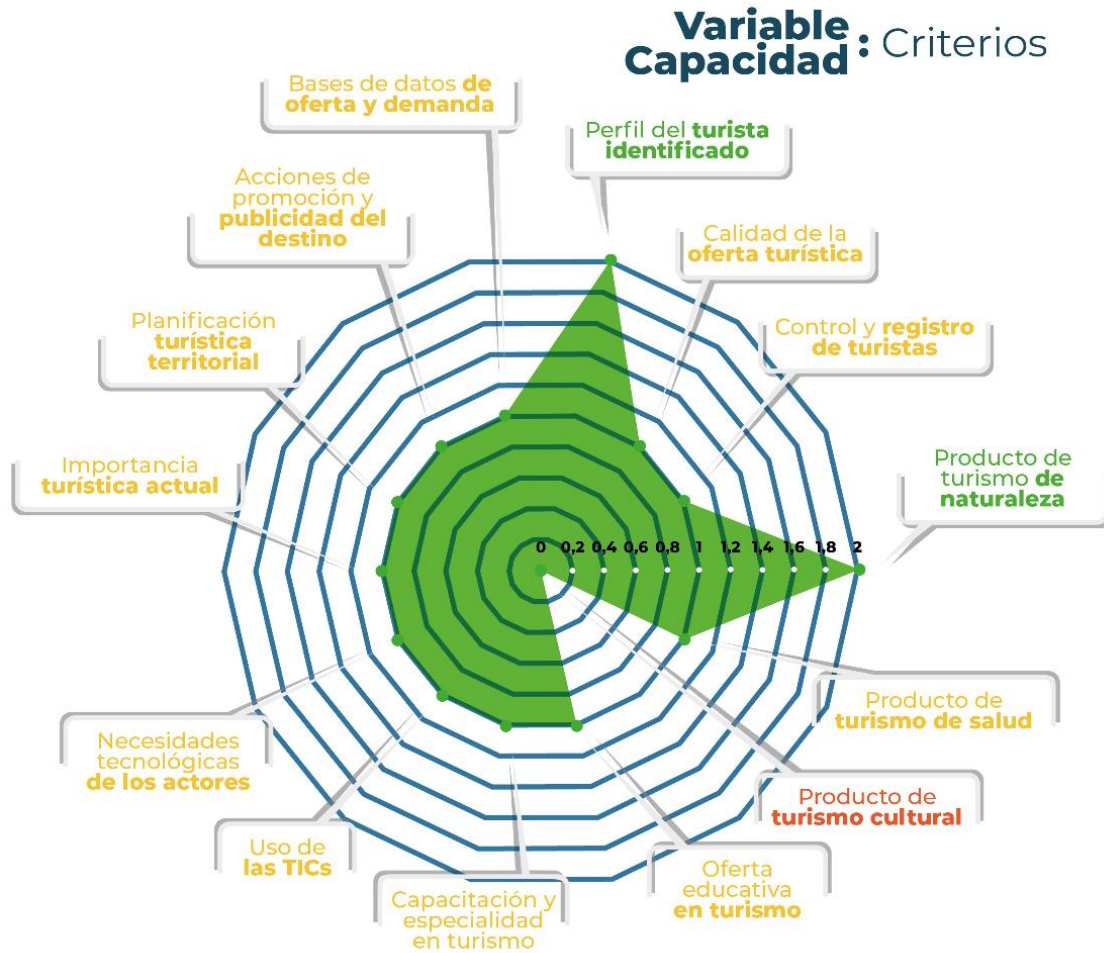 Variable
Capacidad : Criterios
Bases de datos de
oferta y demanda
Perfil del turista
identificado
Acciones de
promoción y
publicidad del
destino
Calidad de la
oferta turística
Planificación
turística
territorial
Control y registro
de turistas
Importancia
turística actual
Producto de
turismo de
naturaleza
0 0,2 0,4 0,6 0,8 1 1,2 1,4 1,6 1,8 2
Producto de
turismo de salud
Necesidades
tecnológicas
de los actores
Producto de
turismo cultural
Uso de
las TICs
Oferta
educativa
en turismo
Capacitación y
especialidad
en turismo